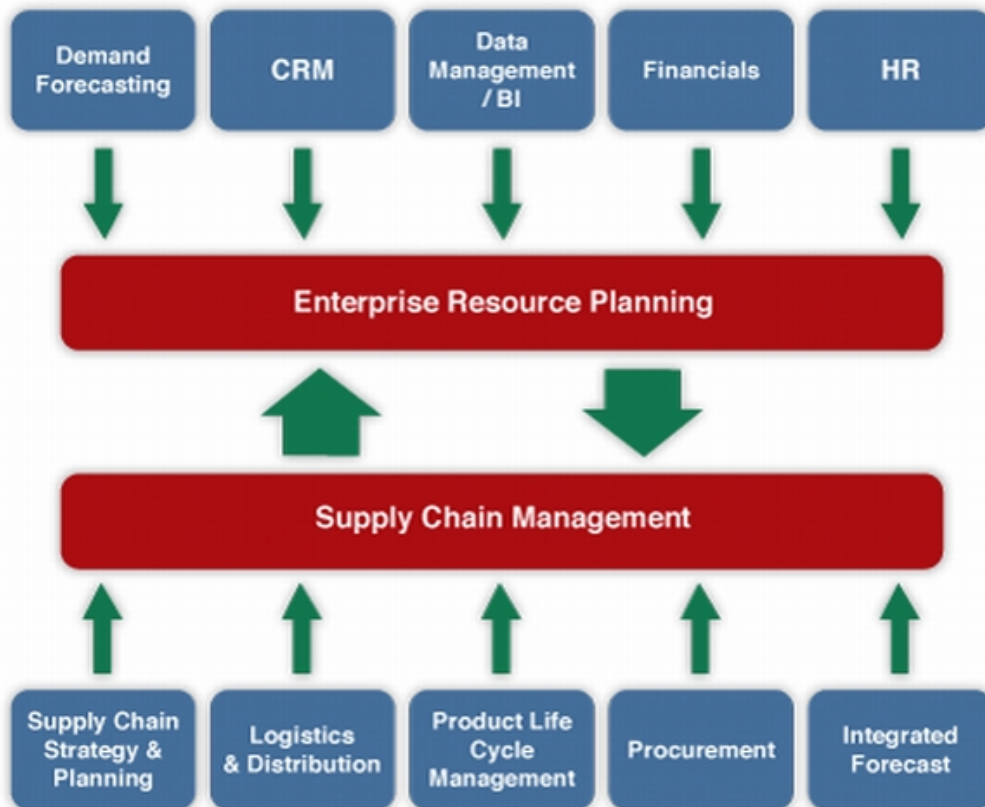 Demand
Forecasting
CRM
Data
Management
/ BI
Financials
HR
Enterprise Resource Planning
Supply Chain Management
Supply Chain
Strategy &
Planning
Logistics
& Distribution
Product Life
Cycle
Management
Procurement
Integrated
Forecast